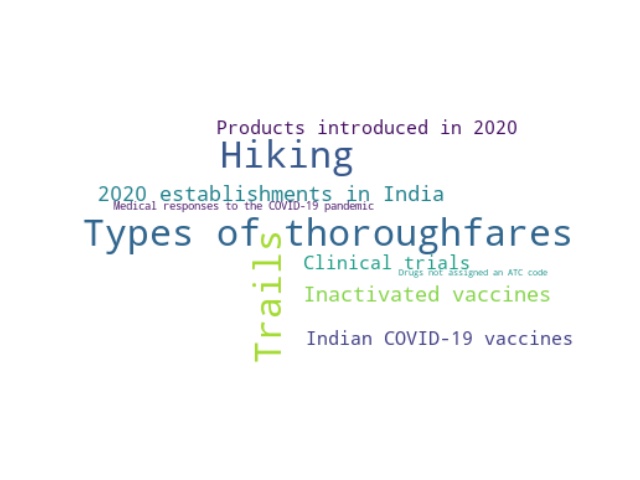 Products introduced in 2020
Hiking
2020 establishments in India
Medical responses to the COVID-19 pandemic
Types of thoroughfares
Trails
Clinical trials
Drugs not assigned an ATC code
Inactivated vaccines
Indian COVID-19 vaccines